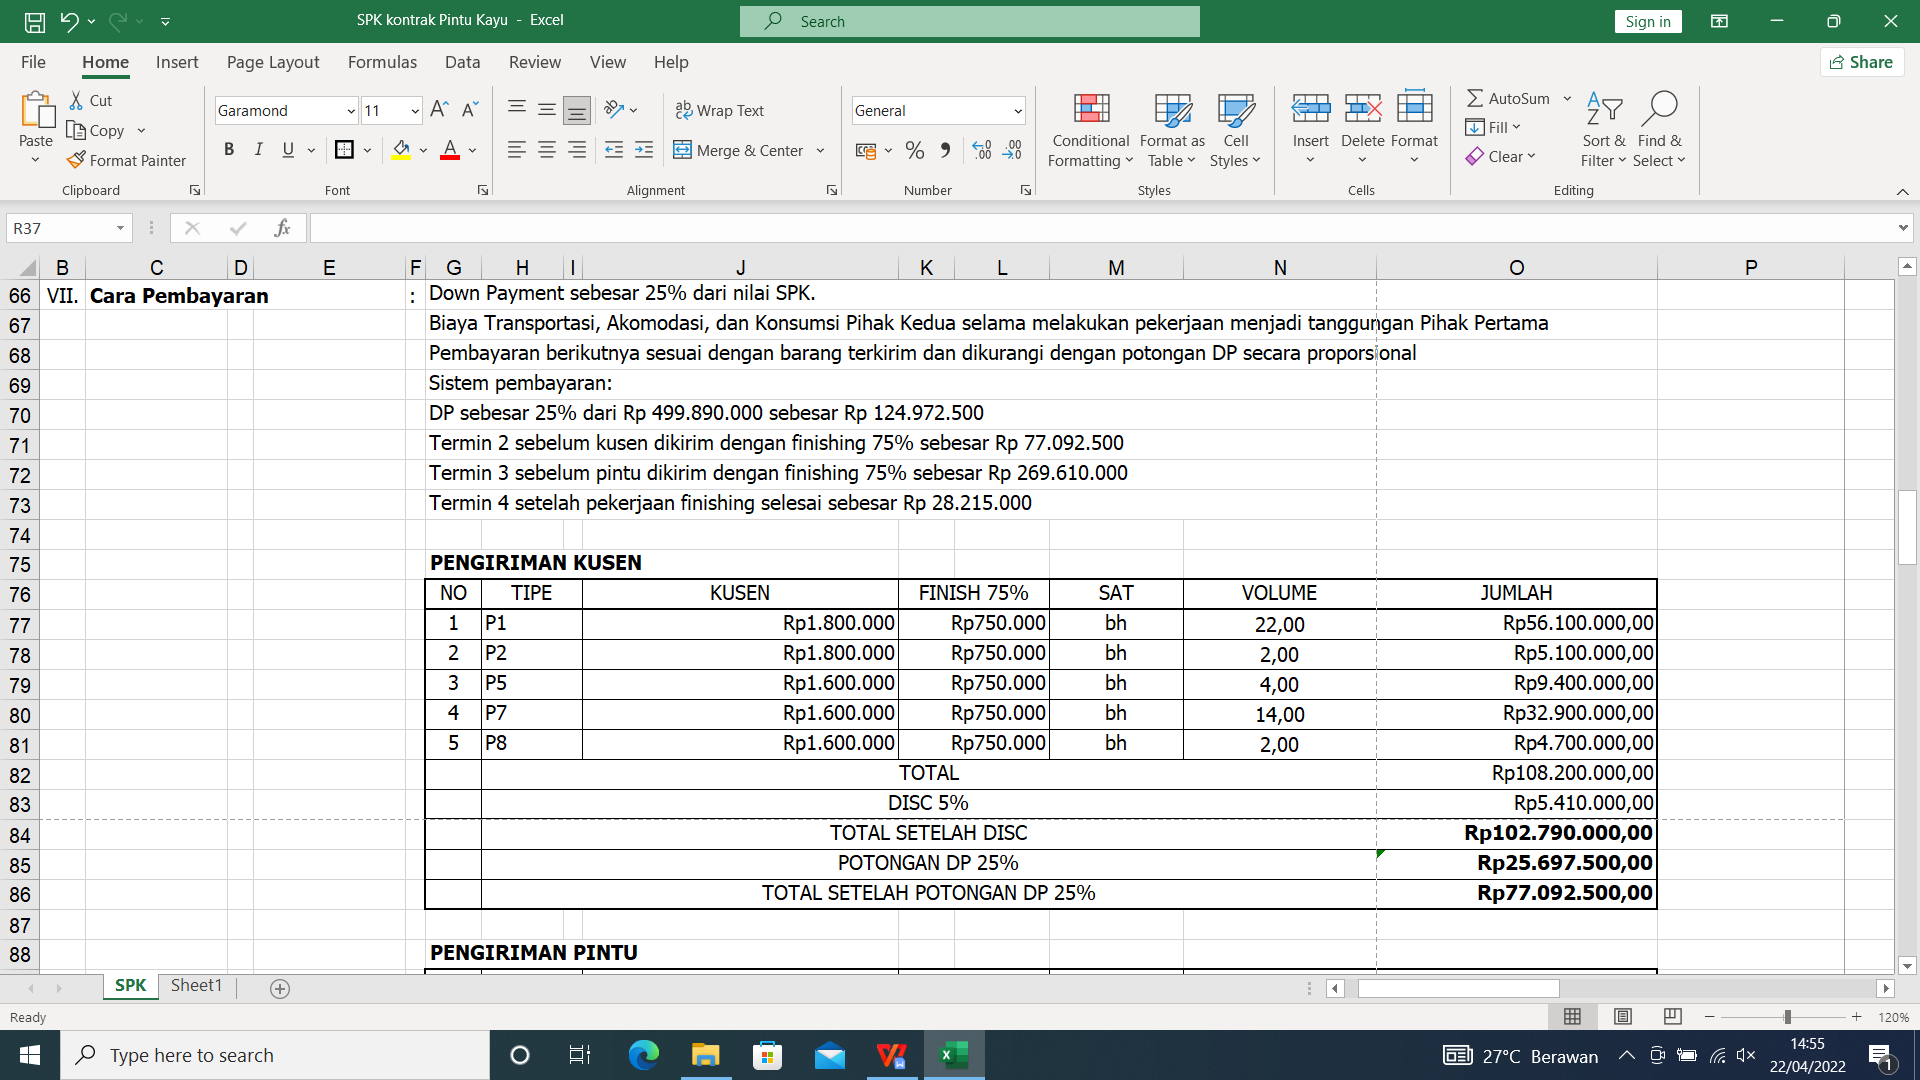 SPK kontrak Pintu Kayu - Excel
Search
Sign in
File Home Insert Page Layout Formulas Data Review View Help
Share
Paste
Cut
Copy
Format Painter
Clipboard
Garamond 11
B I U
Font
Wrap Text
Merge & Center
Alignment
General
Number
Conditional Formatting
Format as Table
Cell Styles
Styles
Insert Delete Format
Cells
AutoSum
Fill
Clear
Sort & Filter
Find & Select
Editing
R37
fx
B C D E F G H I J K L M N O P
66 VII. Cara Pembayaran : Down Payment sebesar 25% dari nilai SPK.
67 Biaya Transportasi, Akomodasi, dan Konsumsi Pihak Kedua selama melakukan pekerjaan menjadi tanggungan Pihak Pertama
68 Pembayaran berikutnya sesuai dengan barang terkirim dan dikurangi dengan potongan DP secara proporsional
69 Sistem pembayaran:
70 DP sebesar 25% dari Rp 499.890.000 sebesar Rp 124.972.500
71 Termin 2 sebelum kusen dikirim dengan finishing 75% sebesar Rp 77.092.500
72 Termin 3 sebelum pintu dikirim dengan finishing 75% sebesar Rp 269.610.000
73 Termin 4 setelah pekerjaan finishing selesai sebesar Rp 28.215.000
74
75 PENGIRIMAN KUSEN
76 NO TIPE KUSEN FINISH 75% SAT VOLUME JUMLAH
77 1 P1 Rp1.800.000 Rp750.000 bh 22,00 Rp56.100.000,00
78 2 P2 Rp1.800.000 Rp750.000 bh 2,00 Rp5.100.000,00
79 3 P5 Rp1.600.000 Rp750.000 bh 4,00 Rp9.400.000,00
80 4 P7 Rp1.600.000 Rp750.000 bh 14,00 Rp32.900.000,00
81 5 P8 Rp1.600.000 Rp750.000 bh 2,00 Rp4.700.000,00
82 TOTAL Rp108.200.000,00
83 DISC 5% Rp5.410.000,00
84 TOTAL SETELAH DISC Rp102.790.000,00
85 POTONGAN DP 25% Rp25.697.500,00
86 TOTAL SETELAH POTONGAN DP 25% Rp77.092.500,00
87
88 PENGIRIMAN PINTU
SPK Sheet1
Ready
120%
Type here to search
27°C Berawan
14:55
22/04/2022
1